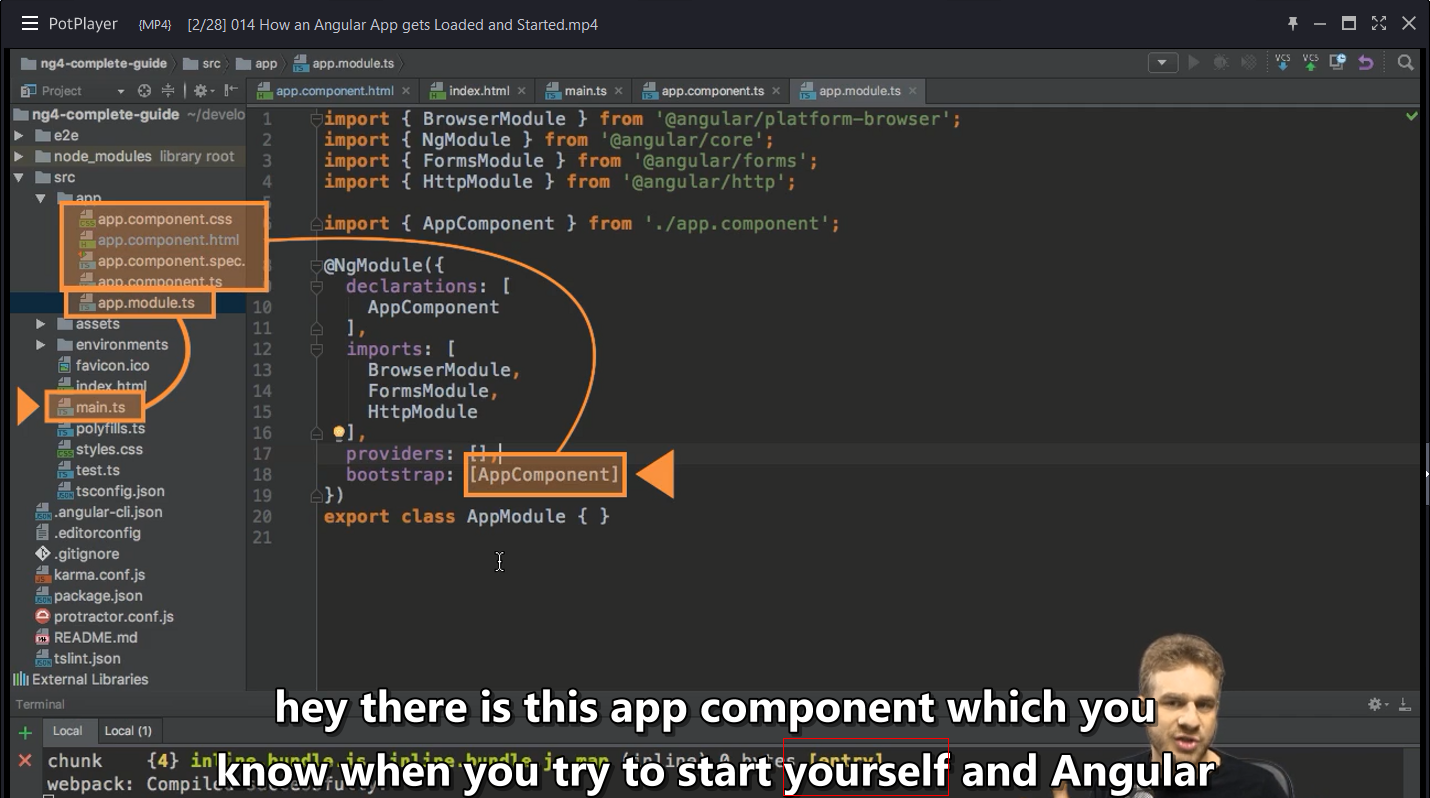 PotPlayer {MP4} [2/28] 014 How an Angular App gets Loaded and Started.mp4
ng4-complete-guide src app app.module.ts
VCS VCS
Project
app.component.html index.html main.ts app.component.ts app.module.ts
ng4-complete-guide ~/develo
e2e
node_modules library root
src
app
app.component.css
app.component.html
app.component.spec.
app.component.ts
app.module.ts
assets
environments
favicon.ico
index.html
main.ts
polyfills.ts
styles.css
test.ts
tsconfig.json
.angular-cli.json
.editorconfig
.gitignore
karma.conf.js
package.json
protractor.conf.js
README.md
tslint.json
External Libraries
1 import { BrowserModule } from '@angular/platform-browser';
2 import { NgModule } from '@angular/core';
3 import { FormsModule } from '@angular/forms';
4 import { HttpModule } from '@angular/http';
import { AppComponent } from './app.component';
@NgModule({
declarations: [
10 AppComponent
11 ],
12 imports: [
13 BrowserModule,
14 FormsModule,
15 HttpModule
16 ],
17 providers: [],
18 bootstrap: [AppComponent]
19 })
20 export class AppModule { }
21
Terminal
Local Local (1)
chunk {4} inline.bundle.js, inline.bundle.js.map (inline) 0 bytes [entry]
webpack: Compiled successfully.
hey there is this app component which you
know when you try to start yourself and Angular